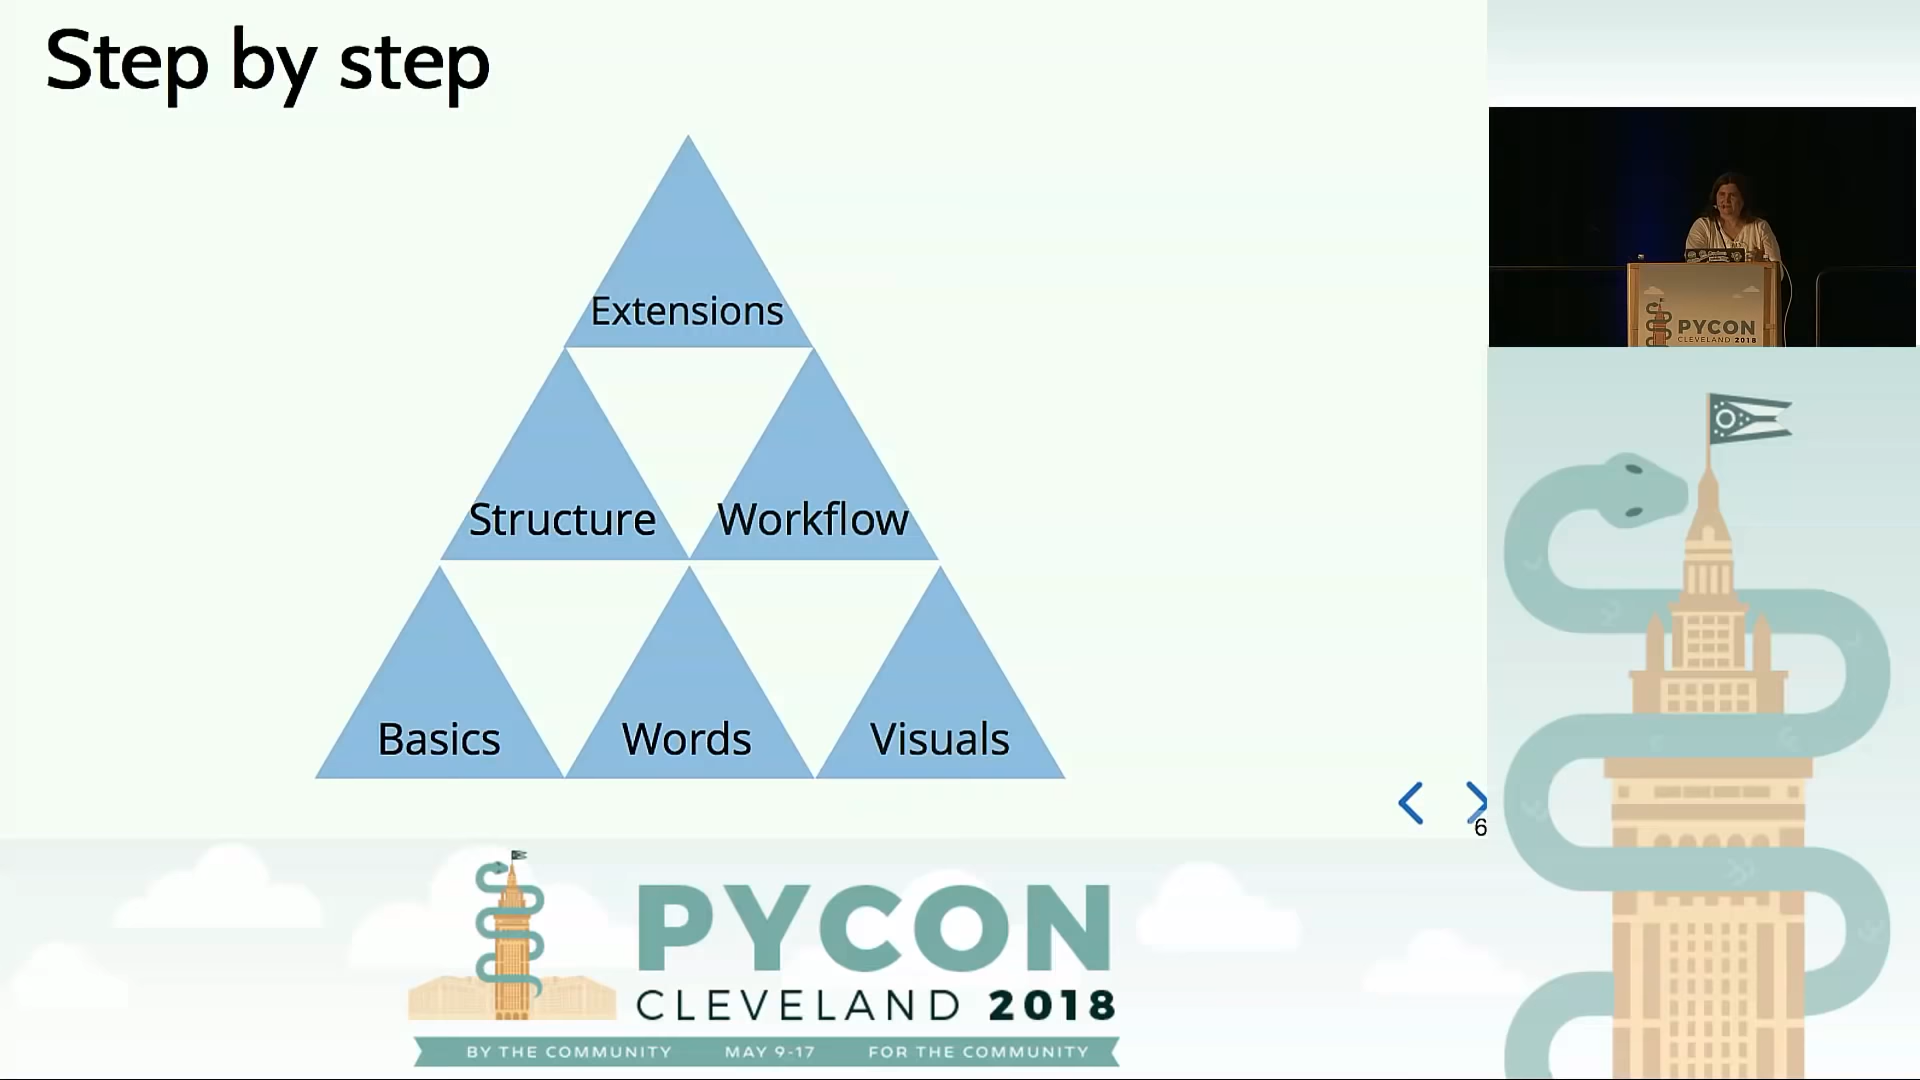 Step by step
Extensions
Structure
Workflow
Basics
Words
Visuals
6
PYCON
CLEVELAND 2018
PYCON
CLEVELAND 2018
BY THE COMMUNITY MAY 9-17 FOR THE COMMUNITY